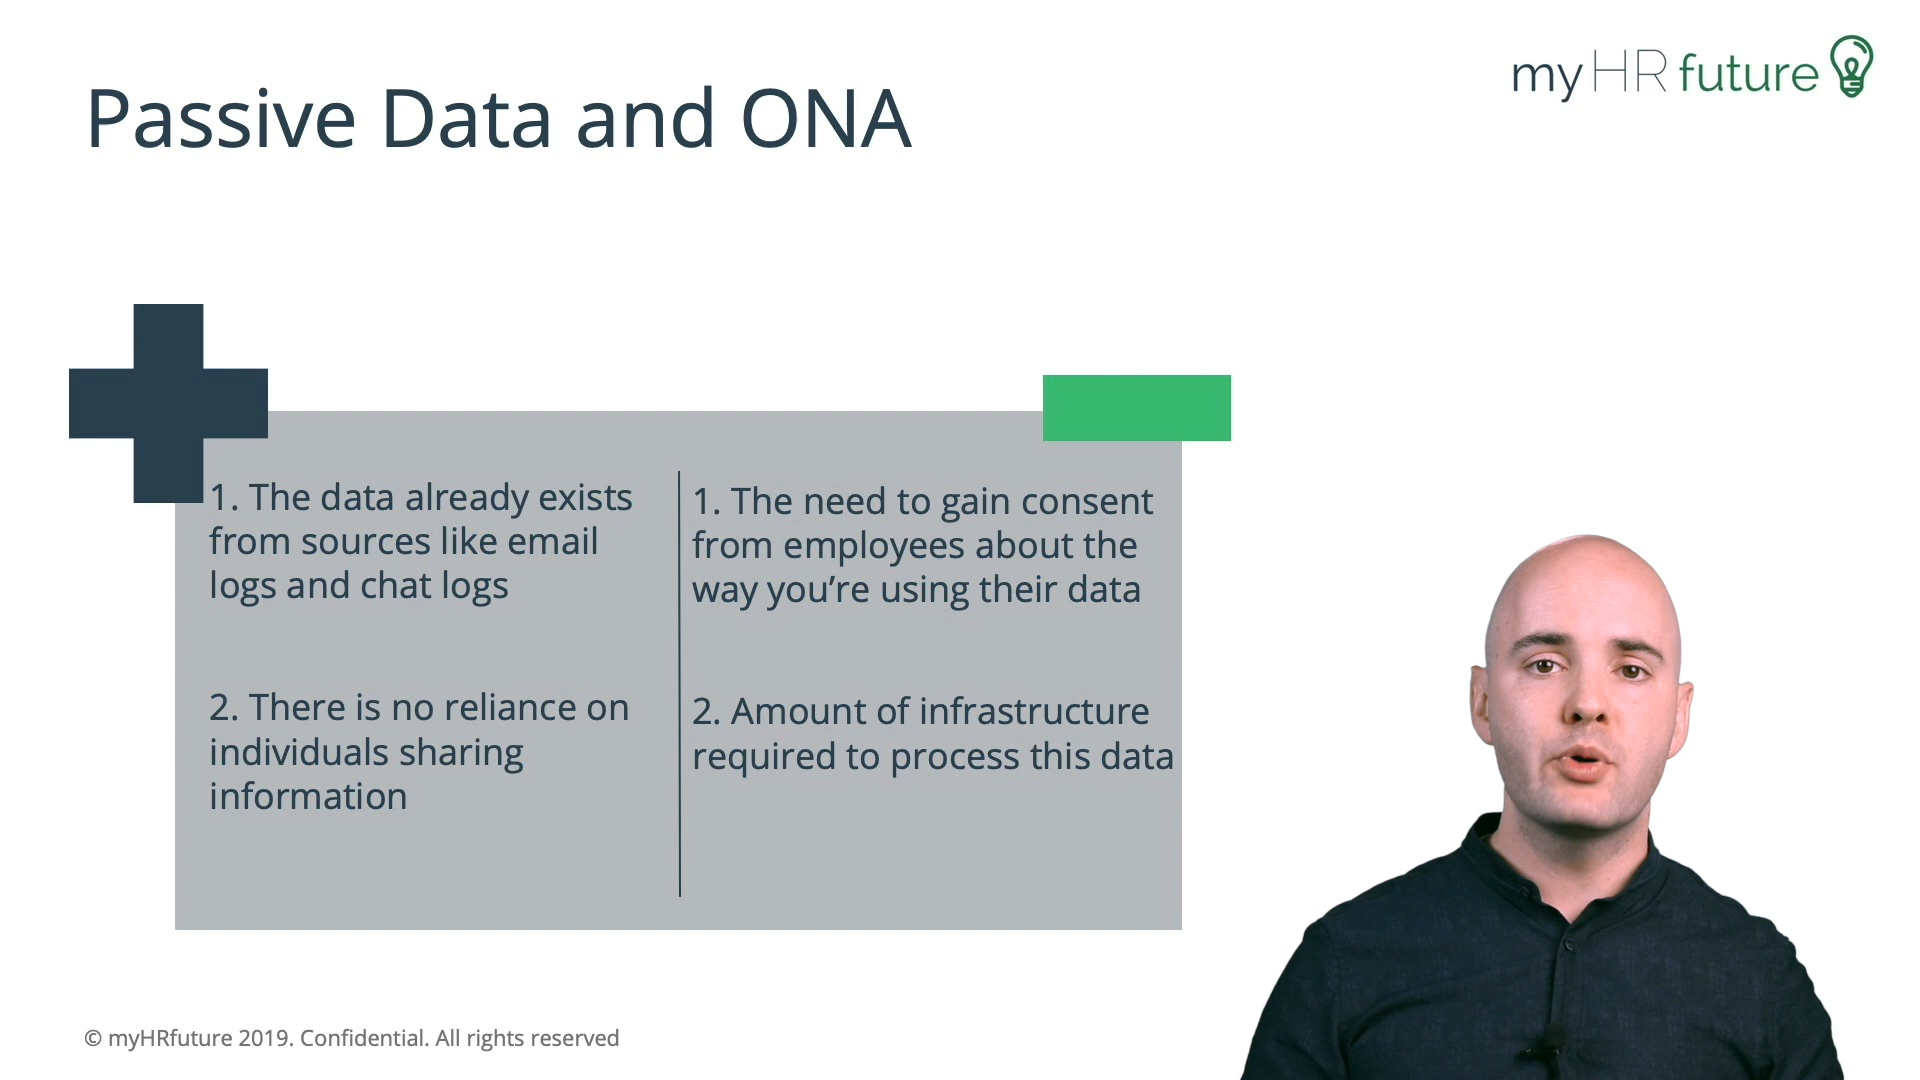 my HR future
Passive Data and ONA
1. The data already exists
from sources like email
logs and chat logs
2. There is no reliance on
individuals sharing
information
1. The need to gain consent
from employees about the
way you’re using their data
2. Amount of infrastructure
required to process this data
© myHRfuture 2019. Confidential. All rights reserved